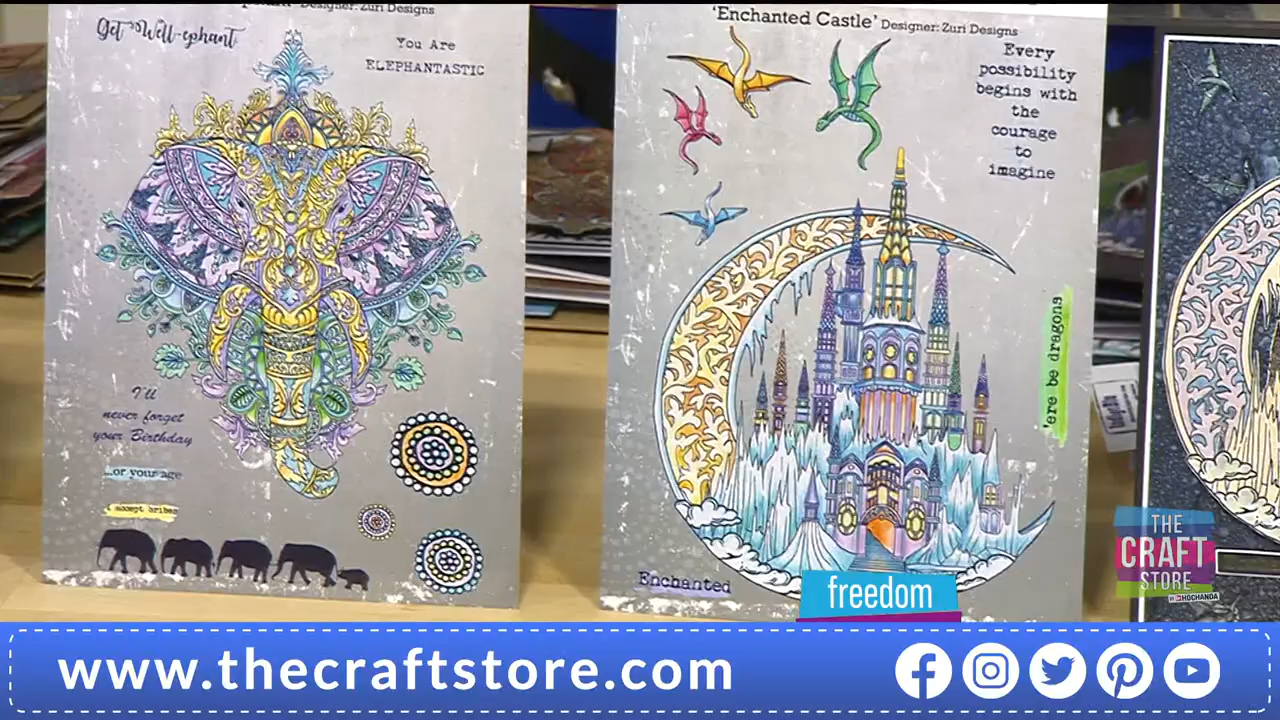 Designer: Zuri Designs
Get Well-ephant
You Are
ELEPHANTASTIC
I'll
never forget
your Birthday
...or your age
I accept bribes
'Enchanted Castle' Designer: Zuri Designs
Every
possibility
begins with
the
courage
to
imagine
'ere be dragons
Enchanted
freedom
THE
CRAFT
STORE
HOCHANDA
www.thecraftstore.com